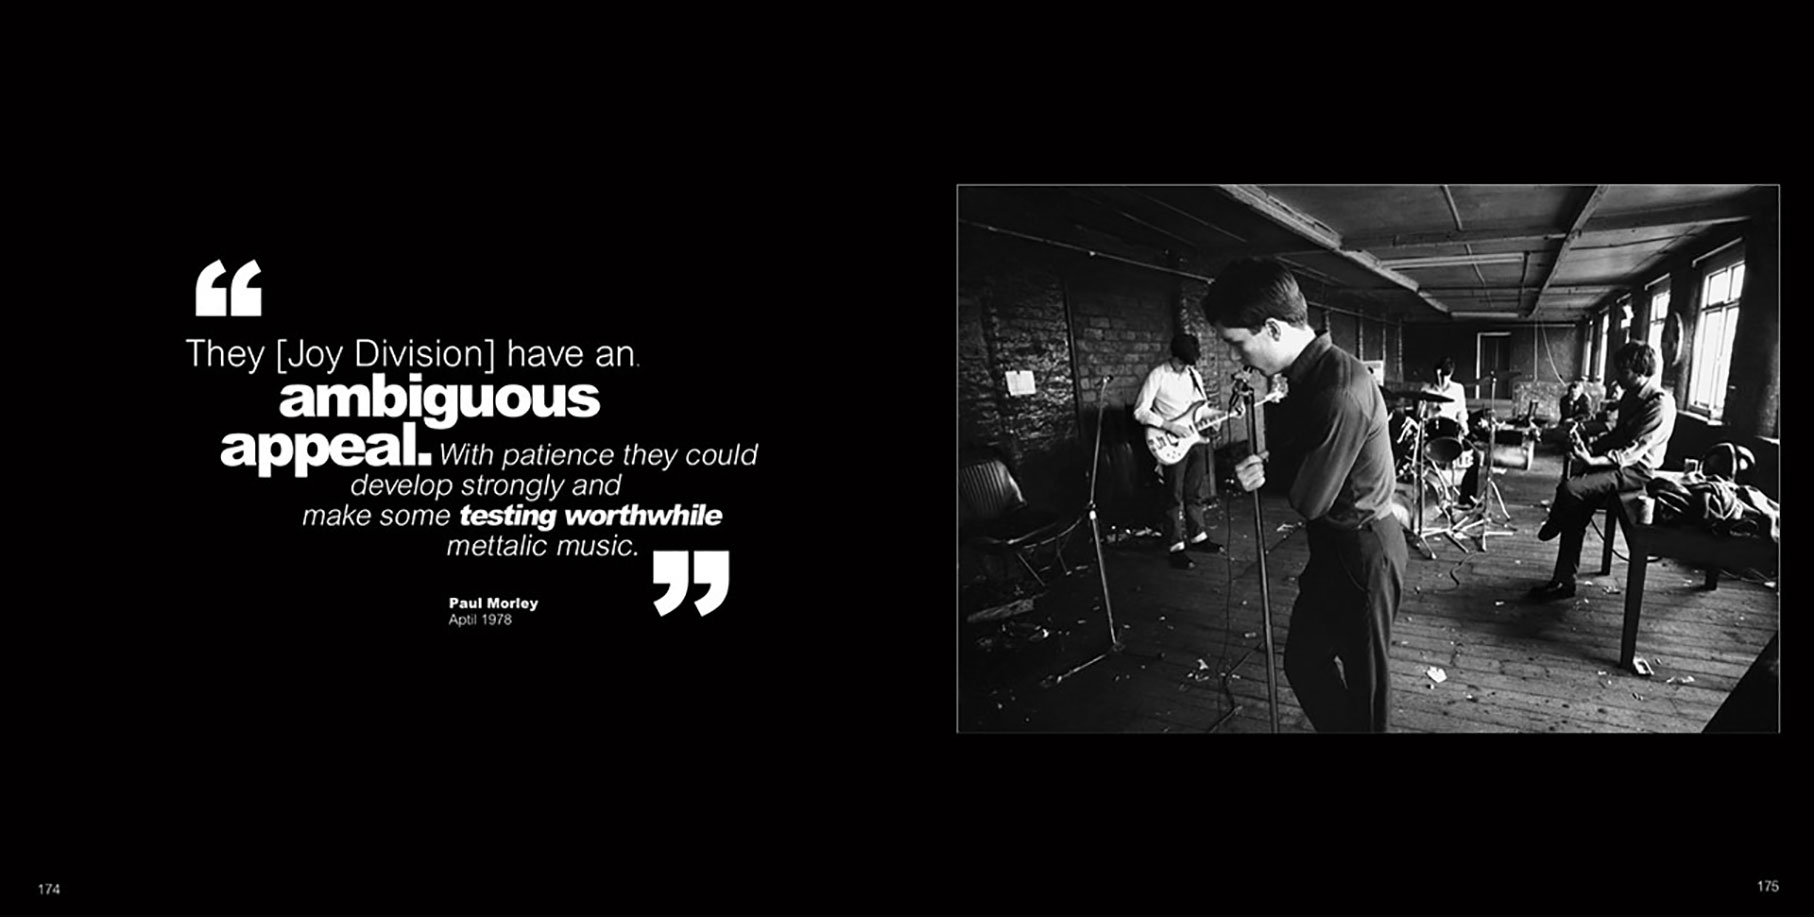 “
They [Joy Division] have an.
ambiguous
appeal. With patience they could
develop strongly and
make some testing worthwhile
mettalic music.
”
Paul Morley
Aptil 1978
174
175